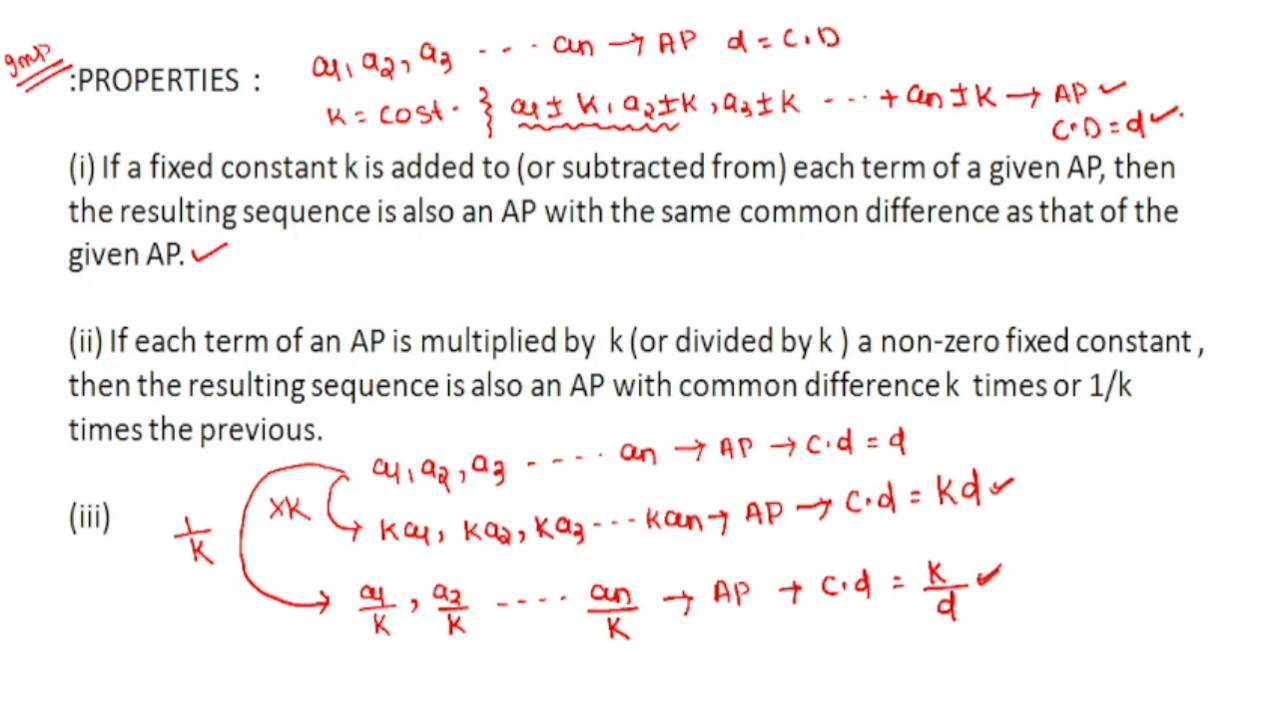 Imp
a1, a2, a3 --- an → AP d = C.D
:PROPERTIES :
K = cost. } a1 ± K, a2 ± K, a3 ± K --- + an ± K → AP ✓
C.D = d ✓
(i) If a fixed constant k is added to (or subtracted from) each term of a given AP, then
the resulting sequence is also an AP with the same common difference as that of the
given AP. ✓
(ii) If each term of an AP is multiplied by k (or divided by k ) a non-zero fixed constant ,
then the resulting sequence is also an AP with common difference k times or 1/k
times the previous.
a1, a2, a3 ----- an → AP → C.d = d
(iii) 1/K XK Ka1, Ka2, Ka3 --- Kan → AP → C.d = Kd ✓
a1/K , a2/K ----- an/K → AP → C.d = K/d ✓